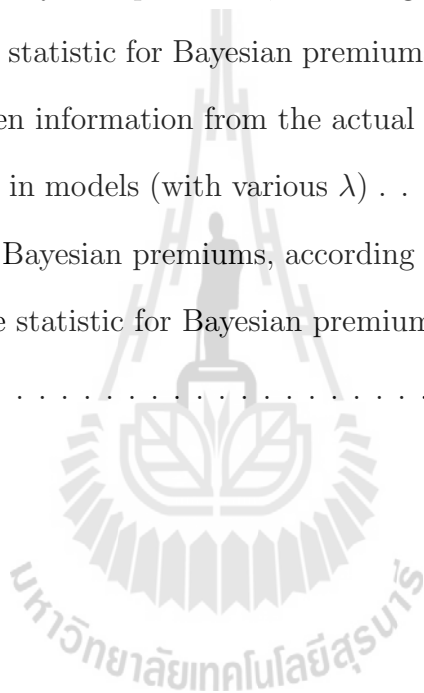 statistic for Bayesian premium
en information from the actual
in models (with various λ) . .
Bayesian premiums, according
e statistic for Bayesian premium
. . . . . . . . . . . . . . . . . . .
มหาวิทยาลัยเทคโนโลยีสุรนารี